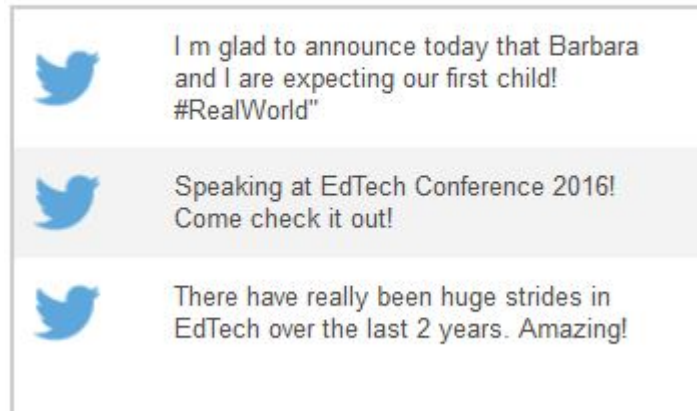 I m glad to announce today that Barbara
and I are expecting our first child!
#RealWorld"
Speaking at EdTech Conference 2016!
Come check it out!
There have really been huge strides in
EdTech over the last 2 years. Amazing!